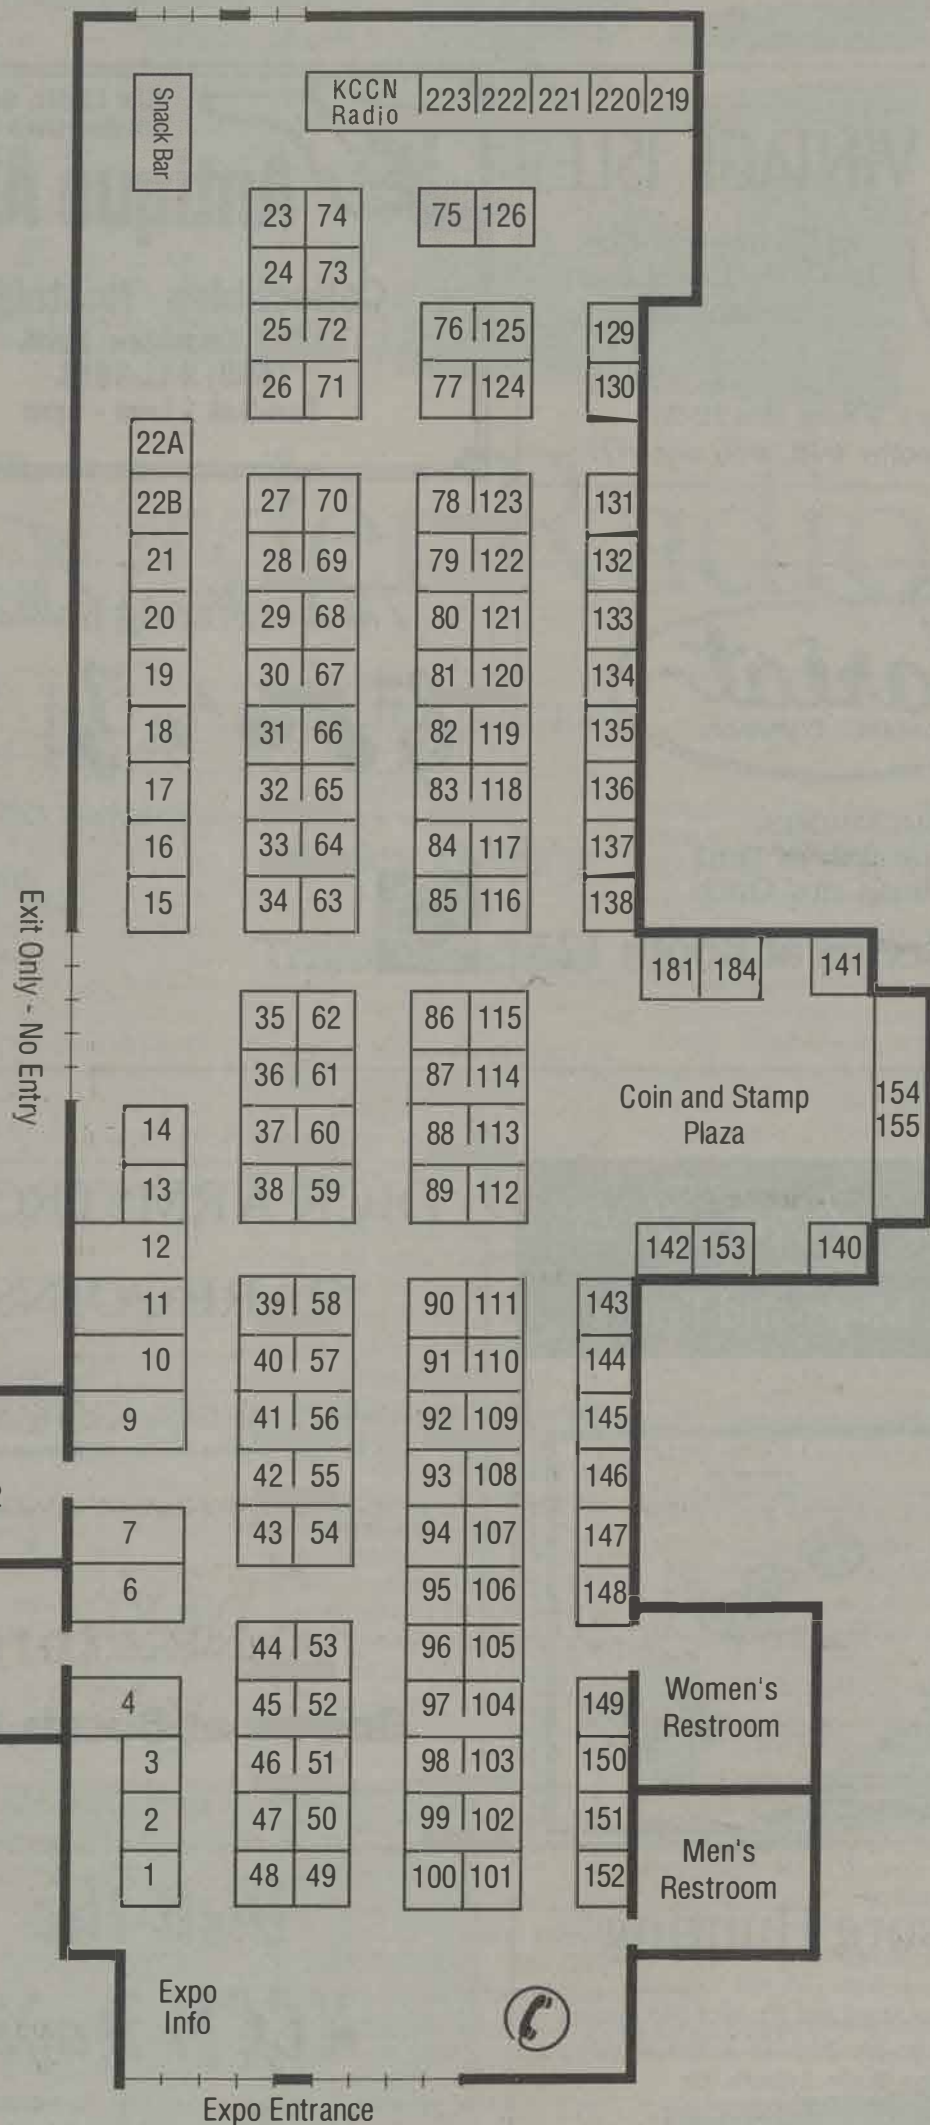 Snack Bar
KCCN
Radio
223 222 221 220 219
23 74 75 126
24 73
25 72 76 125 129
26 71 77 124 130
22A
22B 27 70 78 123 131
21 28 69 79 122 132
20 29 68 80 121 133
19 30 67 81 120 134
18 31 66 82 119 135
17 32 65 83 118 136
16 33 64 84 117 137
15 34 63 85 116 138
181 184 141
Exit Only - No Entry
35 62 86 115
36 61 87 114
Coin and Stamp
Plaza
154
155
14 37 60 88 113
13 38 59 89 112
12 142 153 140
11 39 58 90 111 143
10 40 57 91 110 144
9 41 56 92 109 145
42 55 93 108 146
7 43 54 94 107 147
6 95 106 148
44 53 96 105
4 45 52 97 104 149
Women's
Restroom
3 46 51 98 103 150
2 47 50 99 102 151
1 48 49 100 101 152
Men's
Restroom
Expo
Info
Expo Entrance